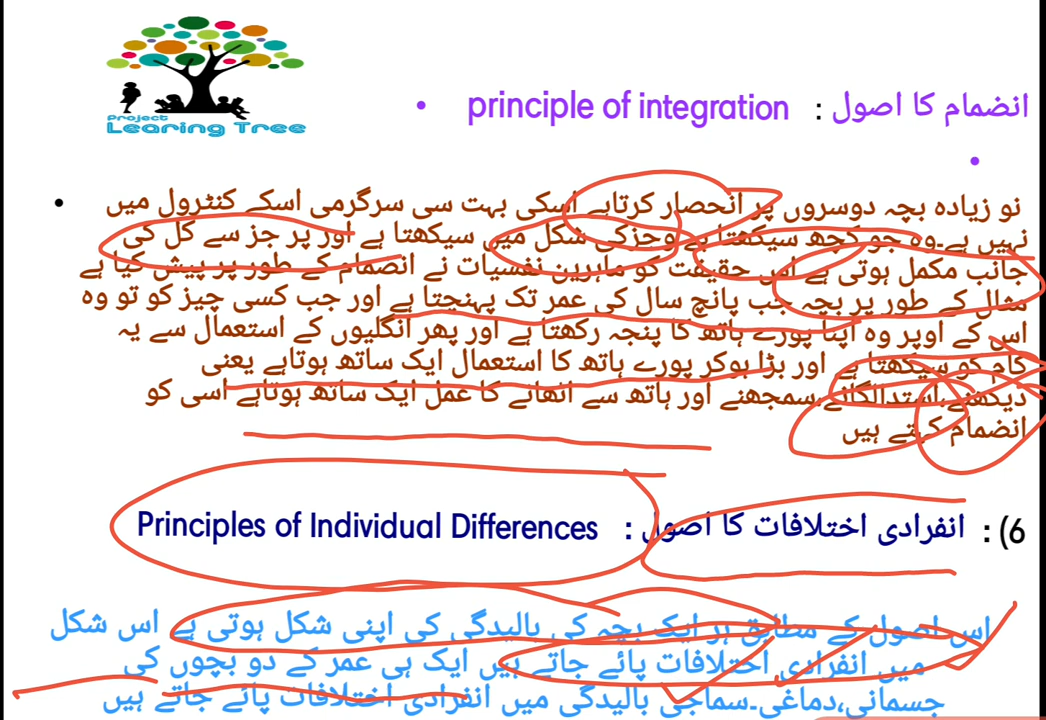 Project
Learing Tree
انضمام کا اصول : principle of integration
نو زیادہ بچہ دوسروں پر انحصار کرتاہے اسکی بہت سی سرگرمی اسکے کنٹرول میں
نہیں ہے۔وہ جو کچھ سیکھتا ہے وجزکی شکل میں سیکھتا ہے اور پر جز سے کل کی
جانب مکمل ہوتی ہے اس حقیقت کو ماہرین نفسیات نے انضمام کے طور پر پیش کیا ہے
مثال کے طور پر بچہ جب پانچ سال کی عمر تک پہنچتا ہے اور جب کسی چیز کو تو وہ
اس کے اوپر وہ اپنا پورے ہاتھ کا پنجہ رکھتا ہے اور پھر انگلیوں کے استعمال سے یہ
کام کو سیکھتا ہے اور بڑا ہوکر پورے ہاتھ کا استعمال ایک ساتھ ہوتاہے یعنی
دیکھنے،استدالگانے،سمجھنے اور ہاتھ سے اٹھانے کا عمل ایک ساتھ ہوتاہے اسی کو
انضمام کہتے ہیں
6): انفرادی اختلافات کا اصول : Principles of Individual Differences
اس اصول کے مطابق ہر ایک بچہ کی بالیدگی کی اپنی شکل ہوتی ہے اس شکل
میں انفرادی اختلافات پائے جاتے ہیں ایک ہی عمر کے دو بچوں کی
جسمانی،دماغی۔سماجی بالیدگی میں انفرادی اختلافات پائے جاتے ہیں